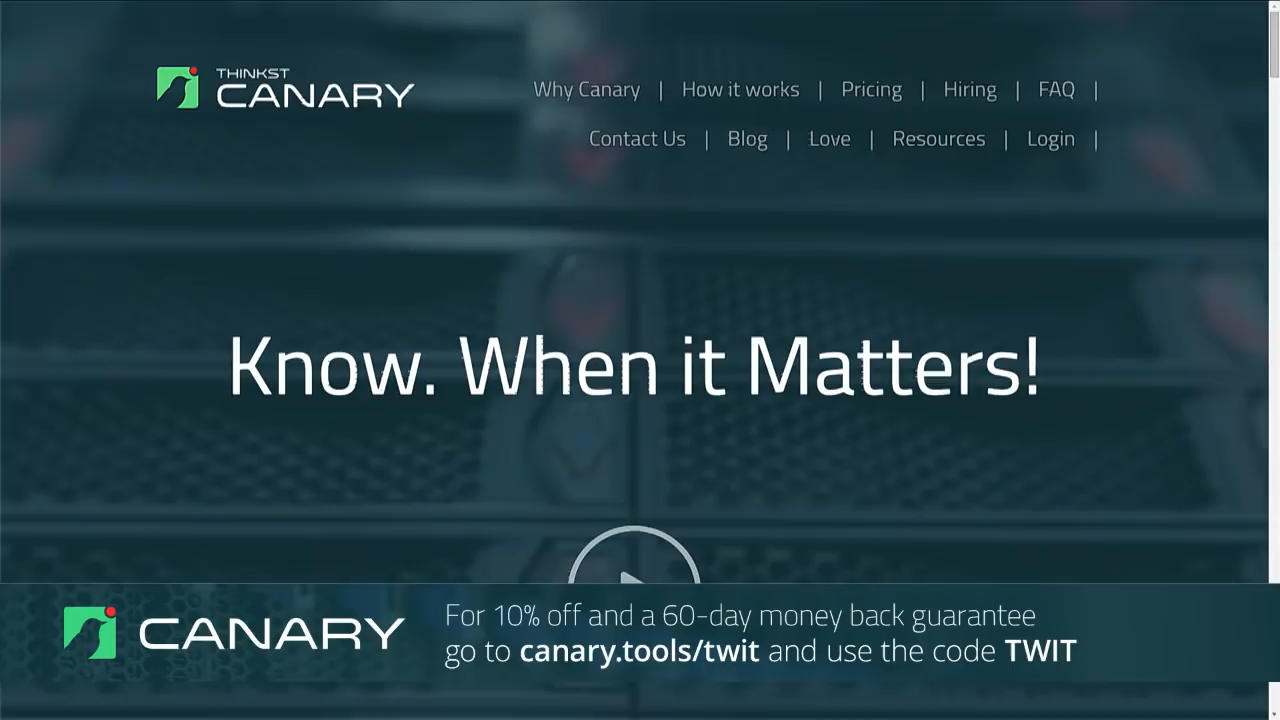 THINKST
CANARY
Why Canary | How it works | Pricing | Hiring | FAQ |
Contact Us | Blog | Love | Resources | Login |
Know. When it Matters!
CANARY
For 10% off and a 60-day money back guarantee
go to canary.tools/twit and use the code TWIT